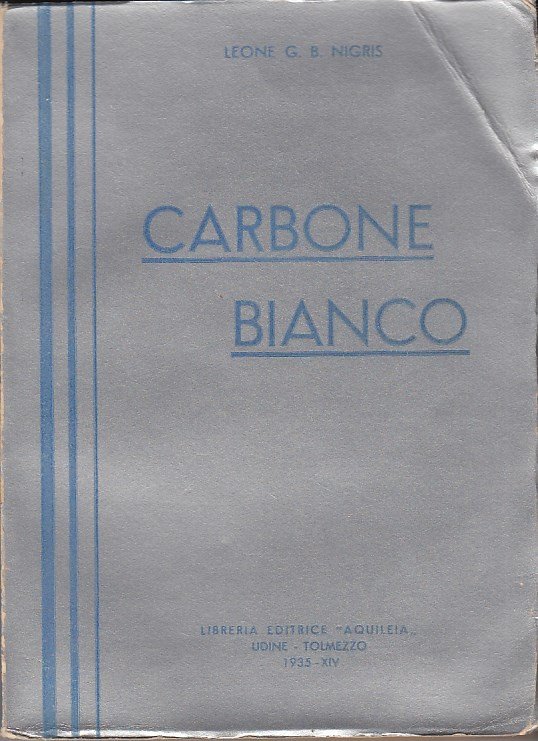 LEONE G. B. NIGRIS
CARBONE
BIANCO
LIBRERIA EDITRICE "AQUILEIA„
UDINE - TOLMEZZO
1935 - XIV